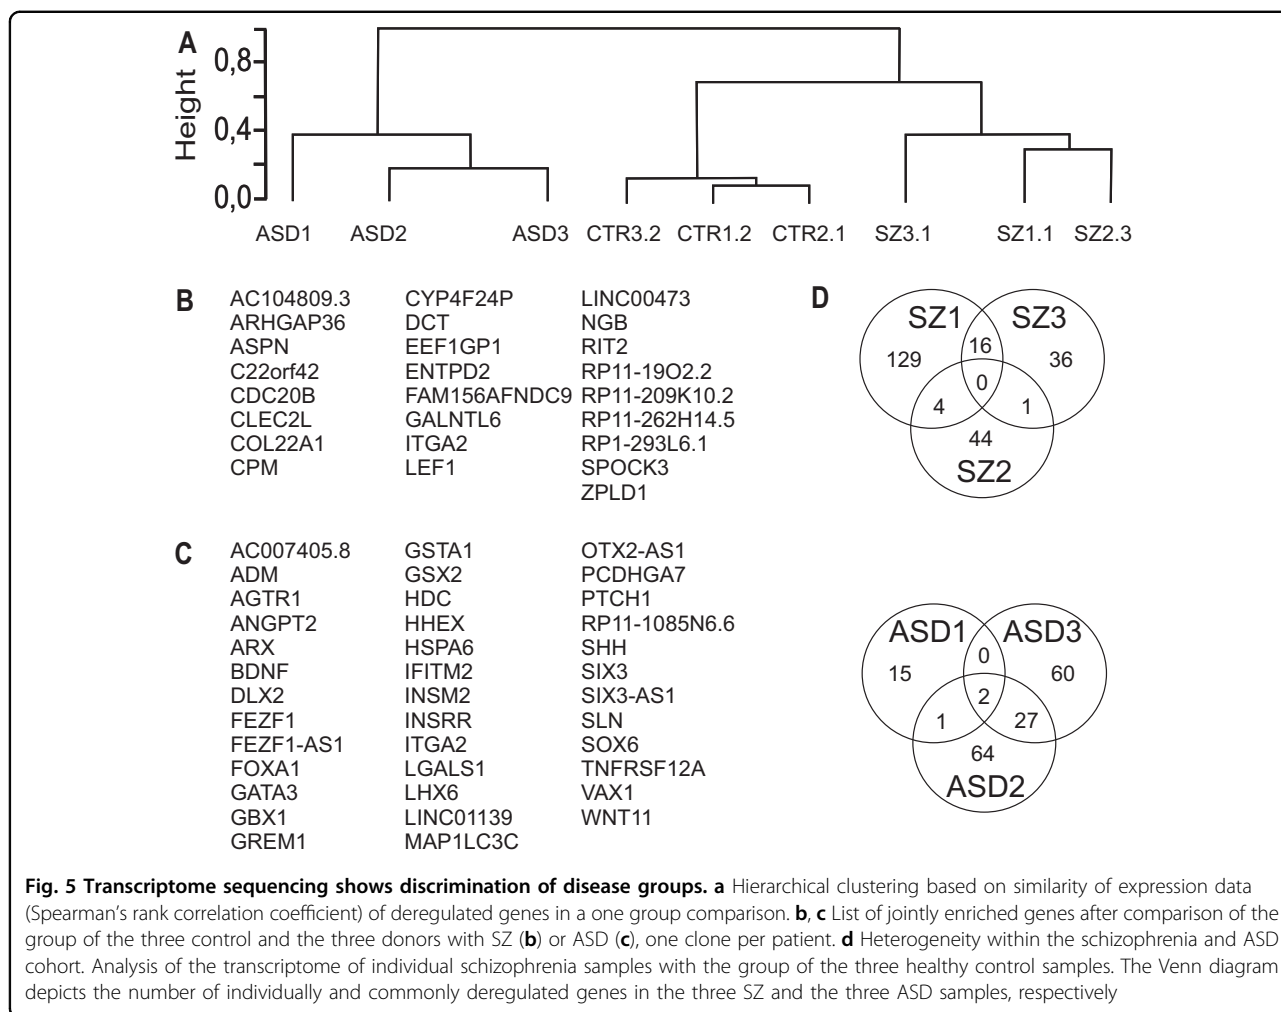 A
Height
0,8
0,4
0,0
ASD1 ASD2 ASD3 CTR3.2 CTR1.2 CTR2.1 SZ3.1 SZ1.1 SZ2.3
B
AC104809.3 CYP4F24P LINC00473
ARHGAP36 DCT NGB
ASPN EEF1GP1 RIT2
C22orf42 ENTPD2 RP11-19O2.2
CDC20B FAM156AFNDC9 RP11-209K10.2
CLEC2L GALNTL6 RP11-262H14.5
COL22A1 ITGA2 RP1-293L6.1
CPM LEF1 SPOCK3
ZPLD1
D
SZ1 SZ3
129 16 36
0
4 1
44
SZ2
C
AC007405.8 GSTA1 OTX2-AS1
ADM GSX2 PCDHGA7
AGTR1 HDC PTCH1
ANGPT2 HHEX RP11-1085N6.6
ARX HSPA6 SHH
BDNF IFITM2 SIX3
DLX2 INSM2 SIX3-AS1
FEZF1 INSRR SLN
FEZF1-AS1 ITGA2 SOX6
FOXA1 LGALS1 TNFRSF12A
GATA3 LHX6 VAX1
GBX1 LINC01139 WNT11
GREM1 MAP1LC3C
ASD1 ASD3
15 0 60
2
1 27
64
ASD2
Fig. 5 Transcriptome sequencing shows discrimination of disease groups. a Hierarchical clustering based on similarity of expression data
(Spearman's rank correlation coefficient) of deregulated genes in a one group comparison. b, c List of jointly enriched genes after comparison of the
group of the three control and the three donors with SZ (b) or ASD (c), one clone per patient. d Heterogeneity within the schizophrenia and ASD
cohort. Analysis of the transcriptome of individual schizophrenia samples with the group of the three healthy control samples. The Venn diagram
depicts the number of individually and commonly deregulated genes in the three SZ and the three ASD samples, respectively